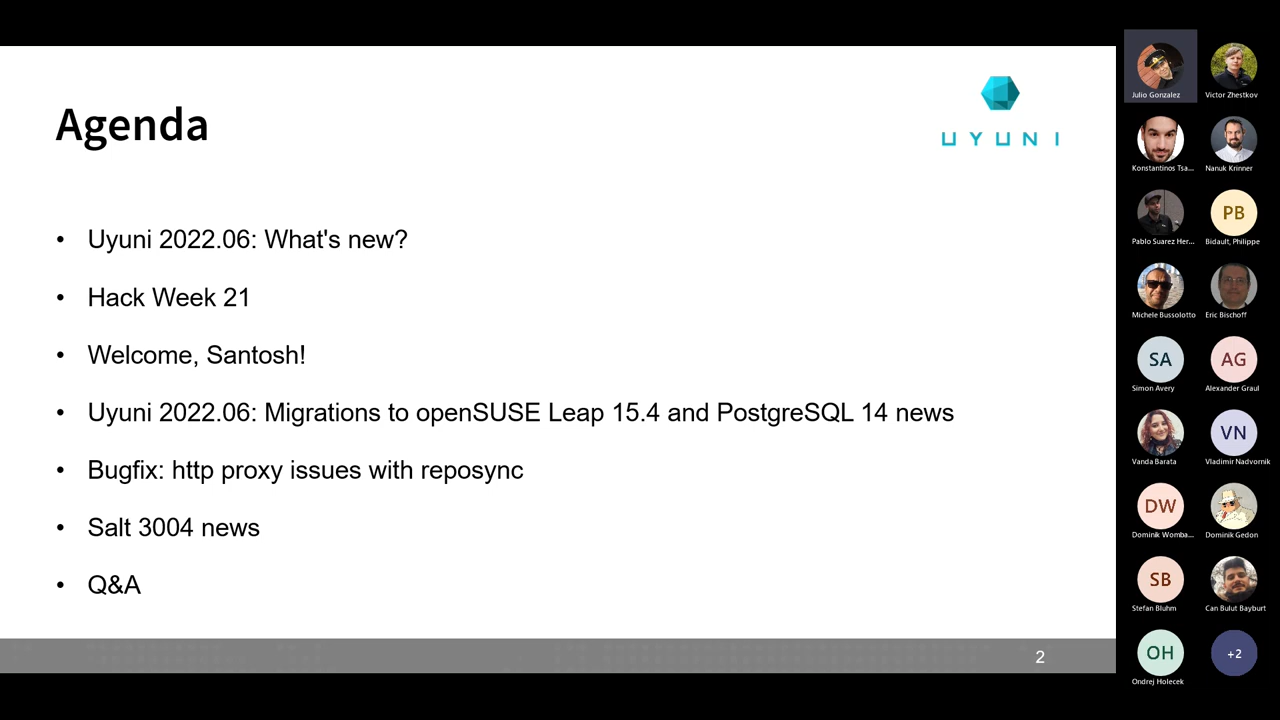 Agenda
UYUNI
• Uyuni 2022.06: What's new?
• Hack Week 21
• Welcome, Santosh!
• Uyuni 2022.06: Migrations to openSUSE Leap 15.4 and PostgreSQL 14 news
• Bugfix: http proxy issues with reposync
• Salt 3004 news
• Q&A
2
Julio Gonzalez
Victor Zhestkov
Konstantinos Tsa...
Nanuk Krinner
Pablo Suarez Her...
PB
Bidault, Philippe
Michele Bussolotto
Eric Bischoff
SA
Simon Avery
AG
Alexander Graul
Vanda Barata
VN
Vladimir Nadvornik
DW
Dominik Womba...
Dominik Gedon
SB
Stefan Bluhm
Can Bulut Bayburt
OH
Ondrej Holecek
+2